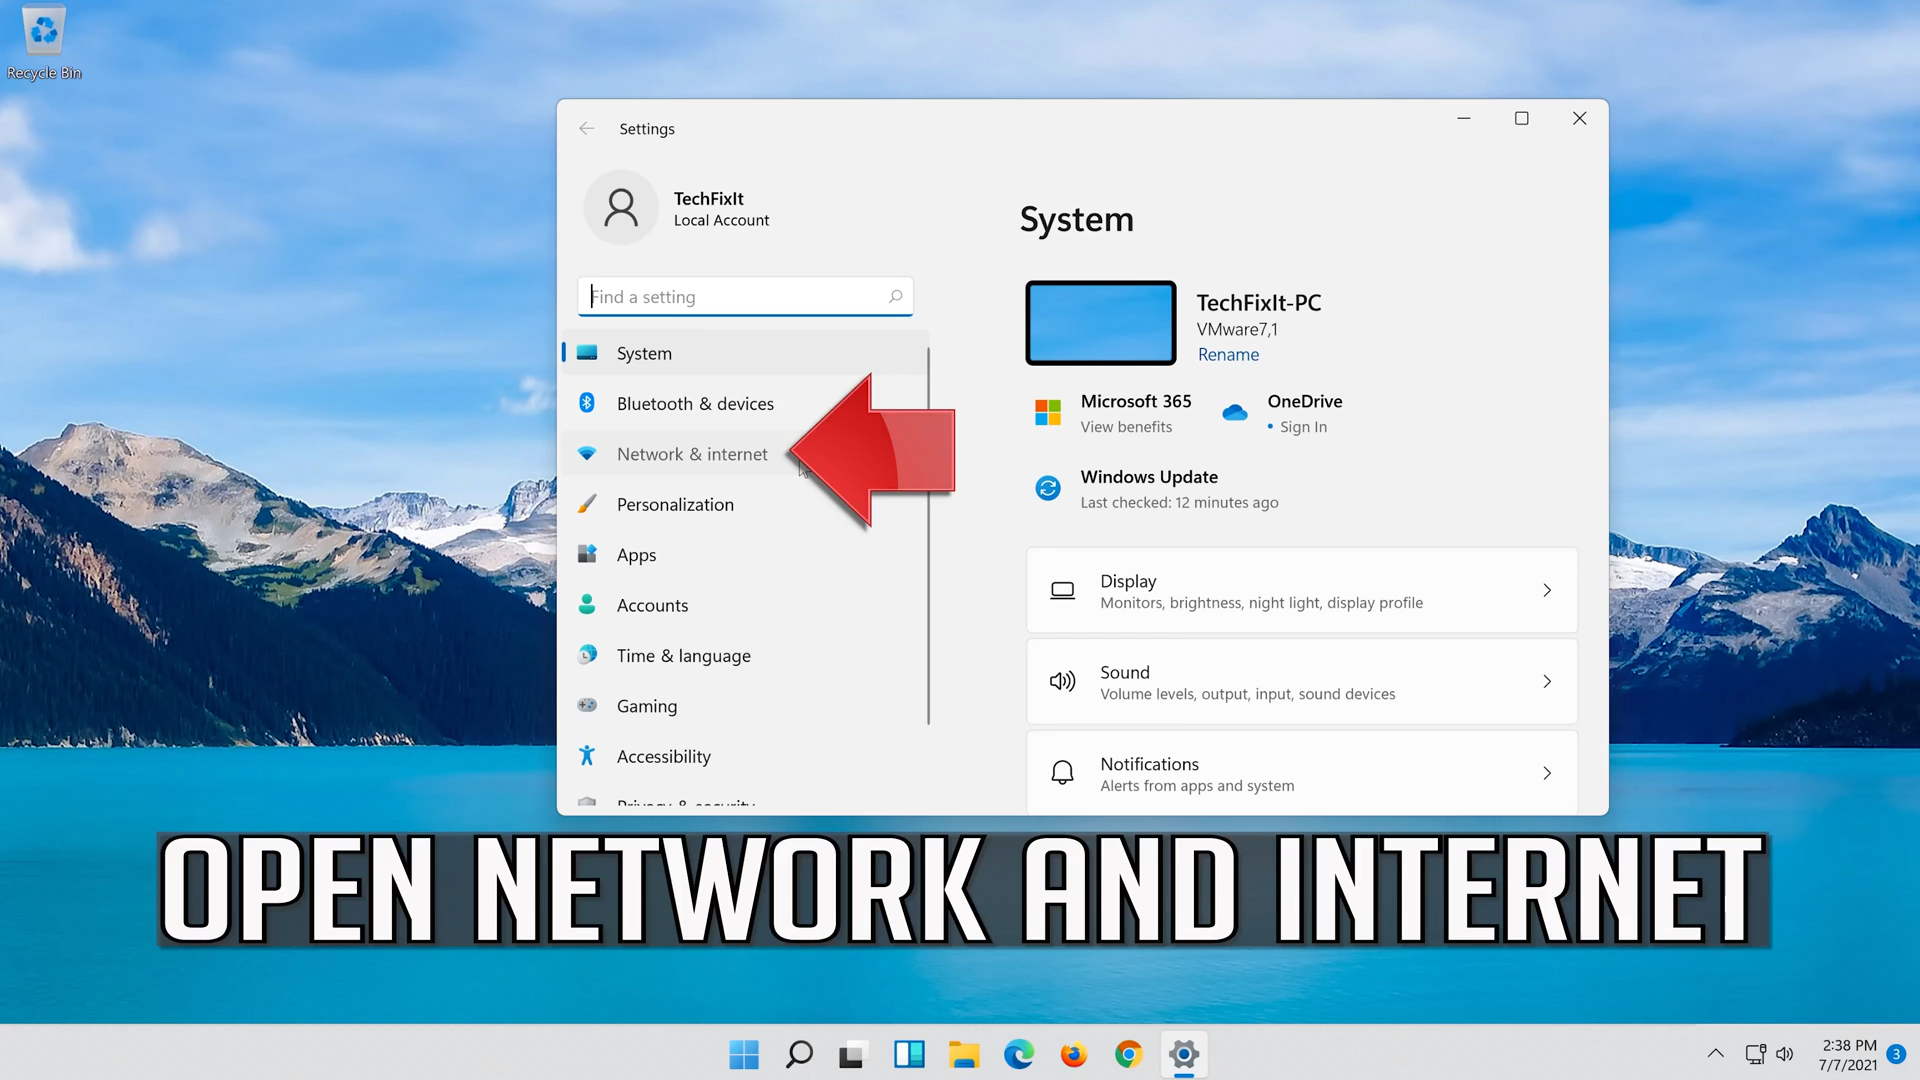 Recycle Bin
Settings
TechFixIt
Local Account
Find a setting
System
Bluetooth & devices
Network & internet
Personalization
Apps
Accounts
Time & language
Gaming
Accessibility
Privacy & security
System
TechFixIt-PC
VMware7,1
Rename
Microsoft 365
View benefits
OneDrive
• Sign In
Windows Update
Last checked: 12 minutes ago
Display
Monitors, brightness, night light, display profile
Sound
Volume levels, output, input, sound devices
Notifications
Alerts from apps and system
OPEN NETWORK AND INTERNET
2:38 PM
7/7/2021
3